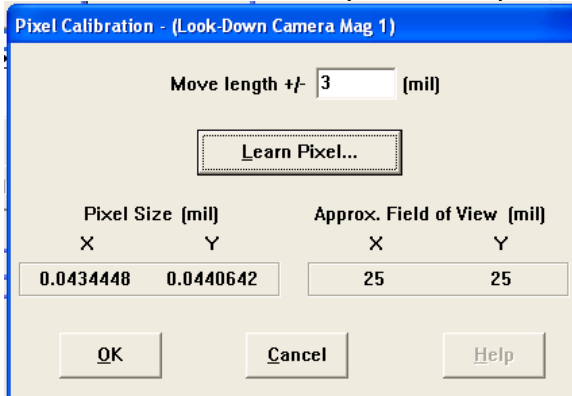 Pixel Calibration - (Look-Down Camera Mag 1)
Move length +/- 3 (mil)
Learn Pixel...
Pixel Size (mil) Approx. Field of View (mil)
X Y X Y
0.0434448 0.0440642 25 25
OK Cancel Help